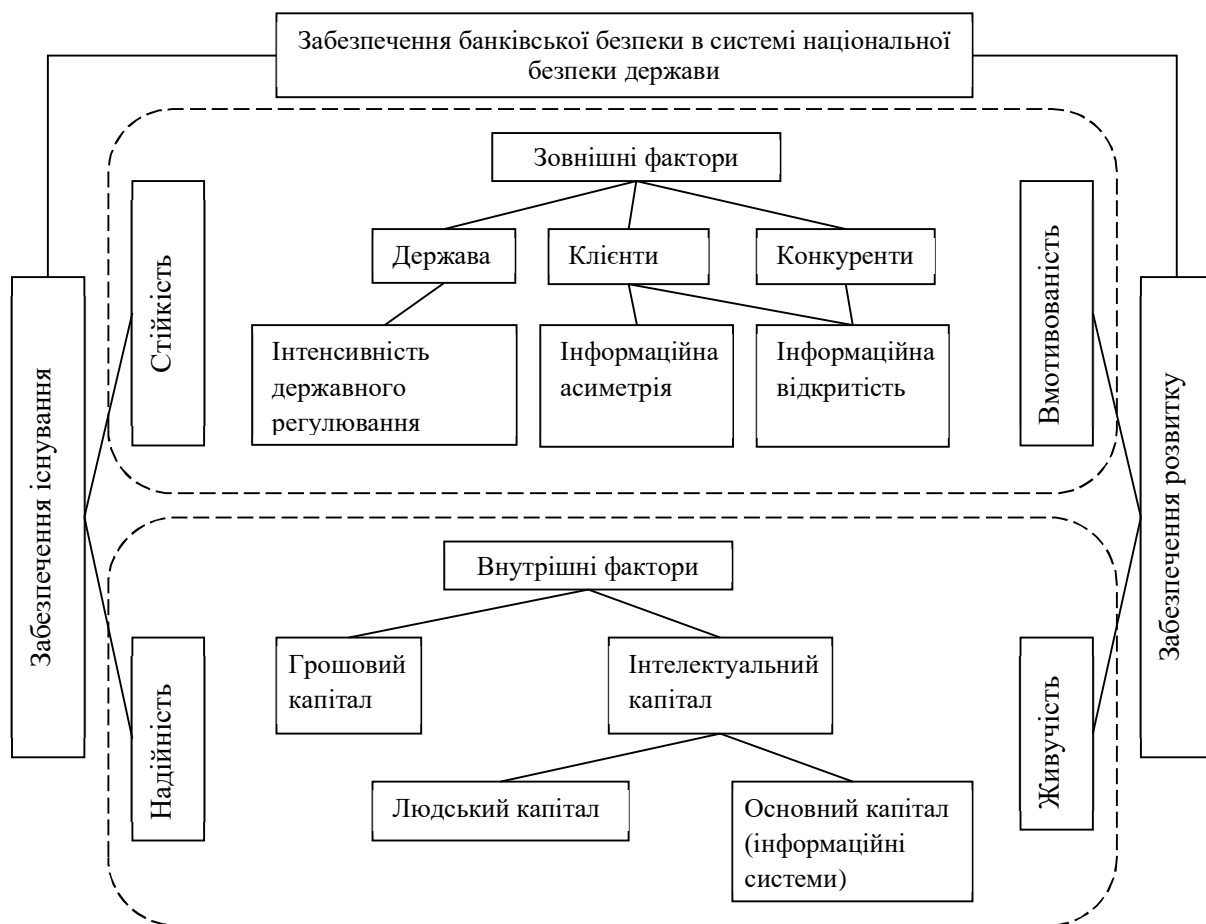 Забезпечення банківської безпеки в системі національної
безпеки держави
Зовнішні фактори
Стійкість
Вмотивованість
Держава
Клієнти
Конкуренти
Забезпечення існування
Забезпечення розвитку
Інтенсивність
державного
регулювання
Інформаційна
асиметрія
Інформаційна
відкритість
Внутрішні фактори
Надійність
Живучість
Грошовий
капітал
Інтелектуальний
капітал
Людський капітал
Основний капітал
(інформаційні
системи)